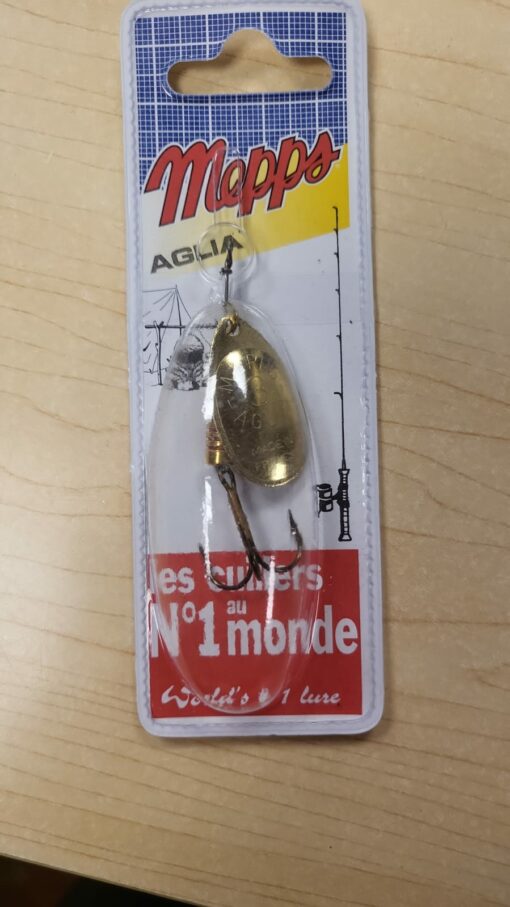 Mepps
AGLIA
les cuillers
N°1 au monde
World's # 1 lure